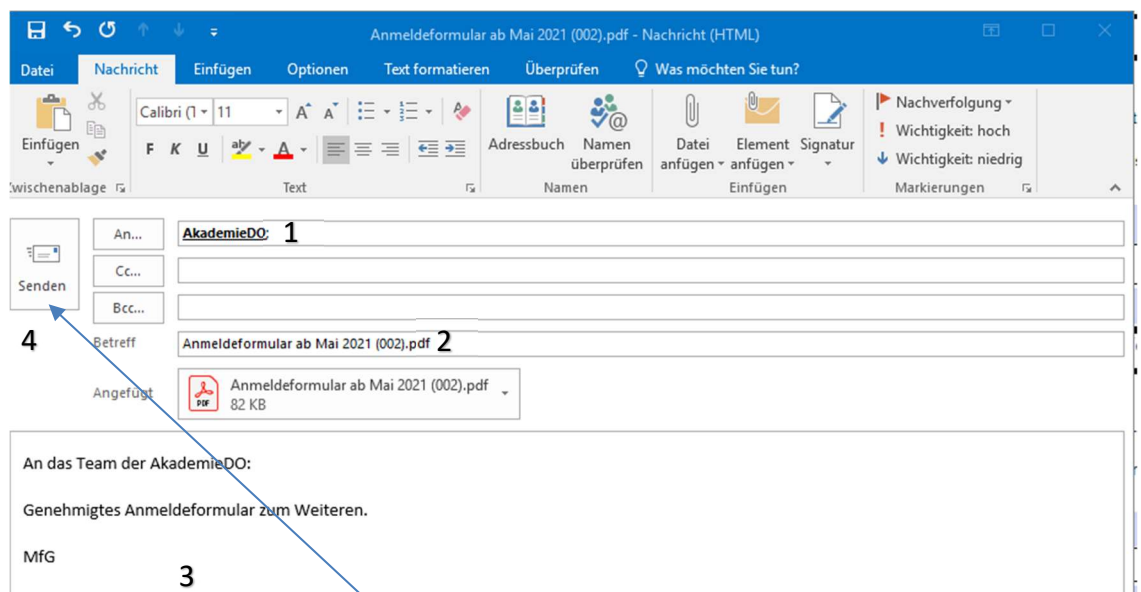 Anmeldeformular ab Mai 2021 (002).pdf - Nachricht (HTML)
Datei Nachricht Einfügen Optionen Text formatieren Überprüfen Was möchten Sie tun?
Einfügen
Calibri (T 11
F K U
Adressbuch
Namen überprüfen
Datei anfügen
Element anfügen
Signatur
Nachverfolgung
Wichtigkeit: hoch
Wichtigkeit: niedrig
wischenablage Text Namen Einfügen Markierungen
Senden
An... AkademieDO; 1
Cc...
Bcc...
4
Betreff Anmeldeformular ab Mai 2021 (002).pdf 2
Angefügt PDF Anmeldeformular ab Mai 2021 (002).pdf
82 KB
An das Team der AkademieDO:
Genehmigtes Anmeldeformular zum Weiteren.
MfG
3